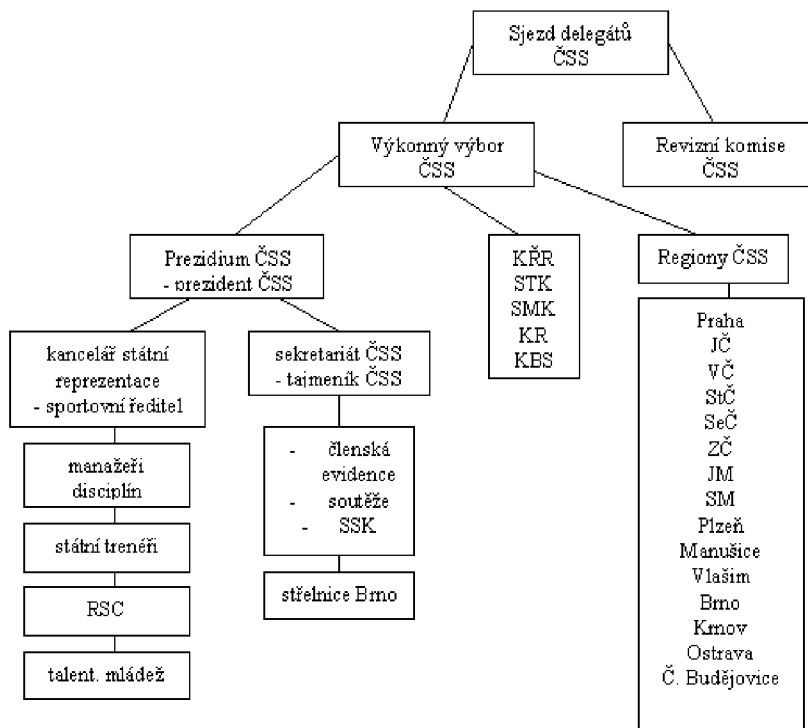 Sjezd delegátů
ČSS
Výkonný výbor
ČSS
Revizní komise
ČSS
Prezidium ČSS
- prezident ČSS
KŘR
STK
SMK
KR
KBS
Regiony ČSS
kancelář státní
reprezentace
- sportovní ředitel
sekretariát ČSS
- tajmeník ČSS
Praha
JČ
VČ
StČ
SeČ
ZČ
JM
SM
Plzeň
Manušice
Vlašim
Brno
Krnov
Ostrava
Č. Budějovice
manažeři
disciplín
- členská
evidence
- soutěže
- SSK
státní trenéři
střelnice Brno
RSC
talent. mládež